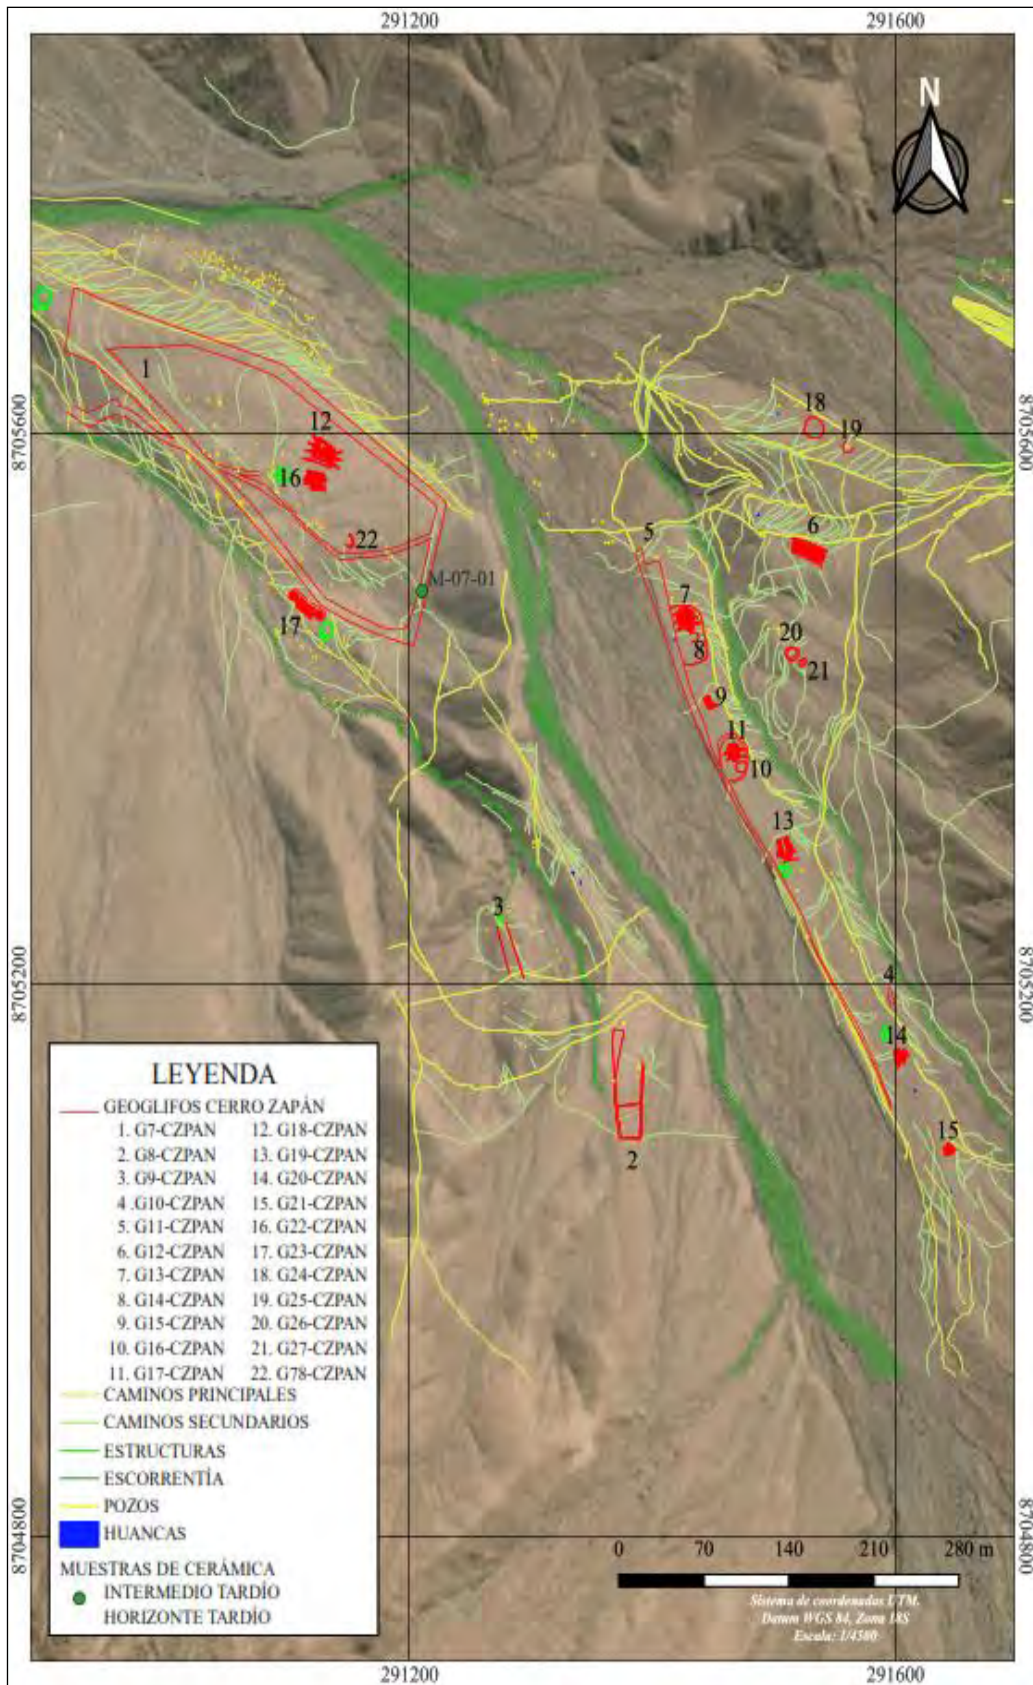 291200 291600
N
8705600 8705600
1
12
16
22
M-07-01
17
18
19
5
6
7
8
20
21
9
11
10
13
3
4
8705200 8705200
14
15
2
LEYENDA
GEOGLIFOS CERRO ZAPÁN
1. G7-CZPAN 12. G18-CZPAN
2. G8-CZPAN 13. G19-CZPAN
3. G9-CZPAN 14. G20-CZPAN
4 .G10-CZPAN 15. G21-CZPAN
5. G11-CZPAN 16. G22-CZPAN
6. G12-CZPAN 17. G23-CZPAN
7. G13-CZPAN 18. G24-CZPAN
8. G14-CZPAN 19. G25-CZPAN
9. G15-CZPAN 20. G26-CZPAN
10. G16-CZPAN 21. G27-CZPAN
11. G17-CZPAN 22. G78-CZPAN
CAMINOS PRINCIPALES
CAMINOS SECUNDARIOS
ESTRUCTURAS
ESCORRENTÍA
POZOS
HUANCAS
MUESTRAS DE CERÁMICA
INTERMEDIO TARDÍO
HORIZONTE TARDÍO
8704800 8704800
0 70 140 210 280 m
Sistema de coordenadas UTM.
Datum WGS 84, Zona 18S
Escala: 1/4500
291200 291600